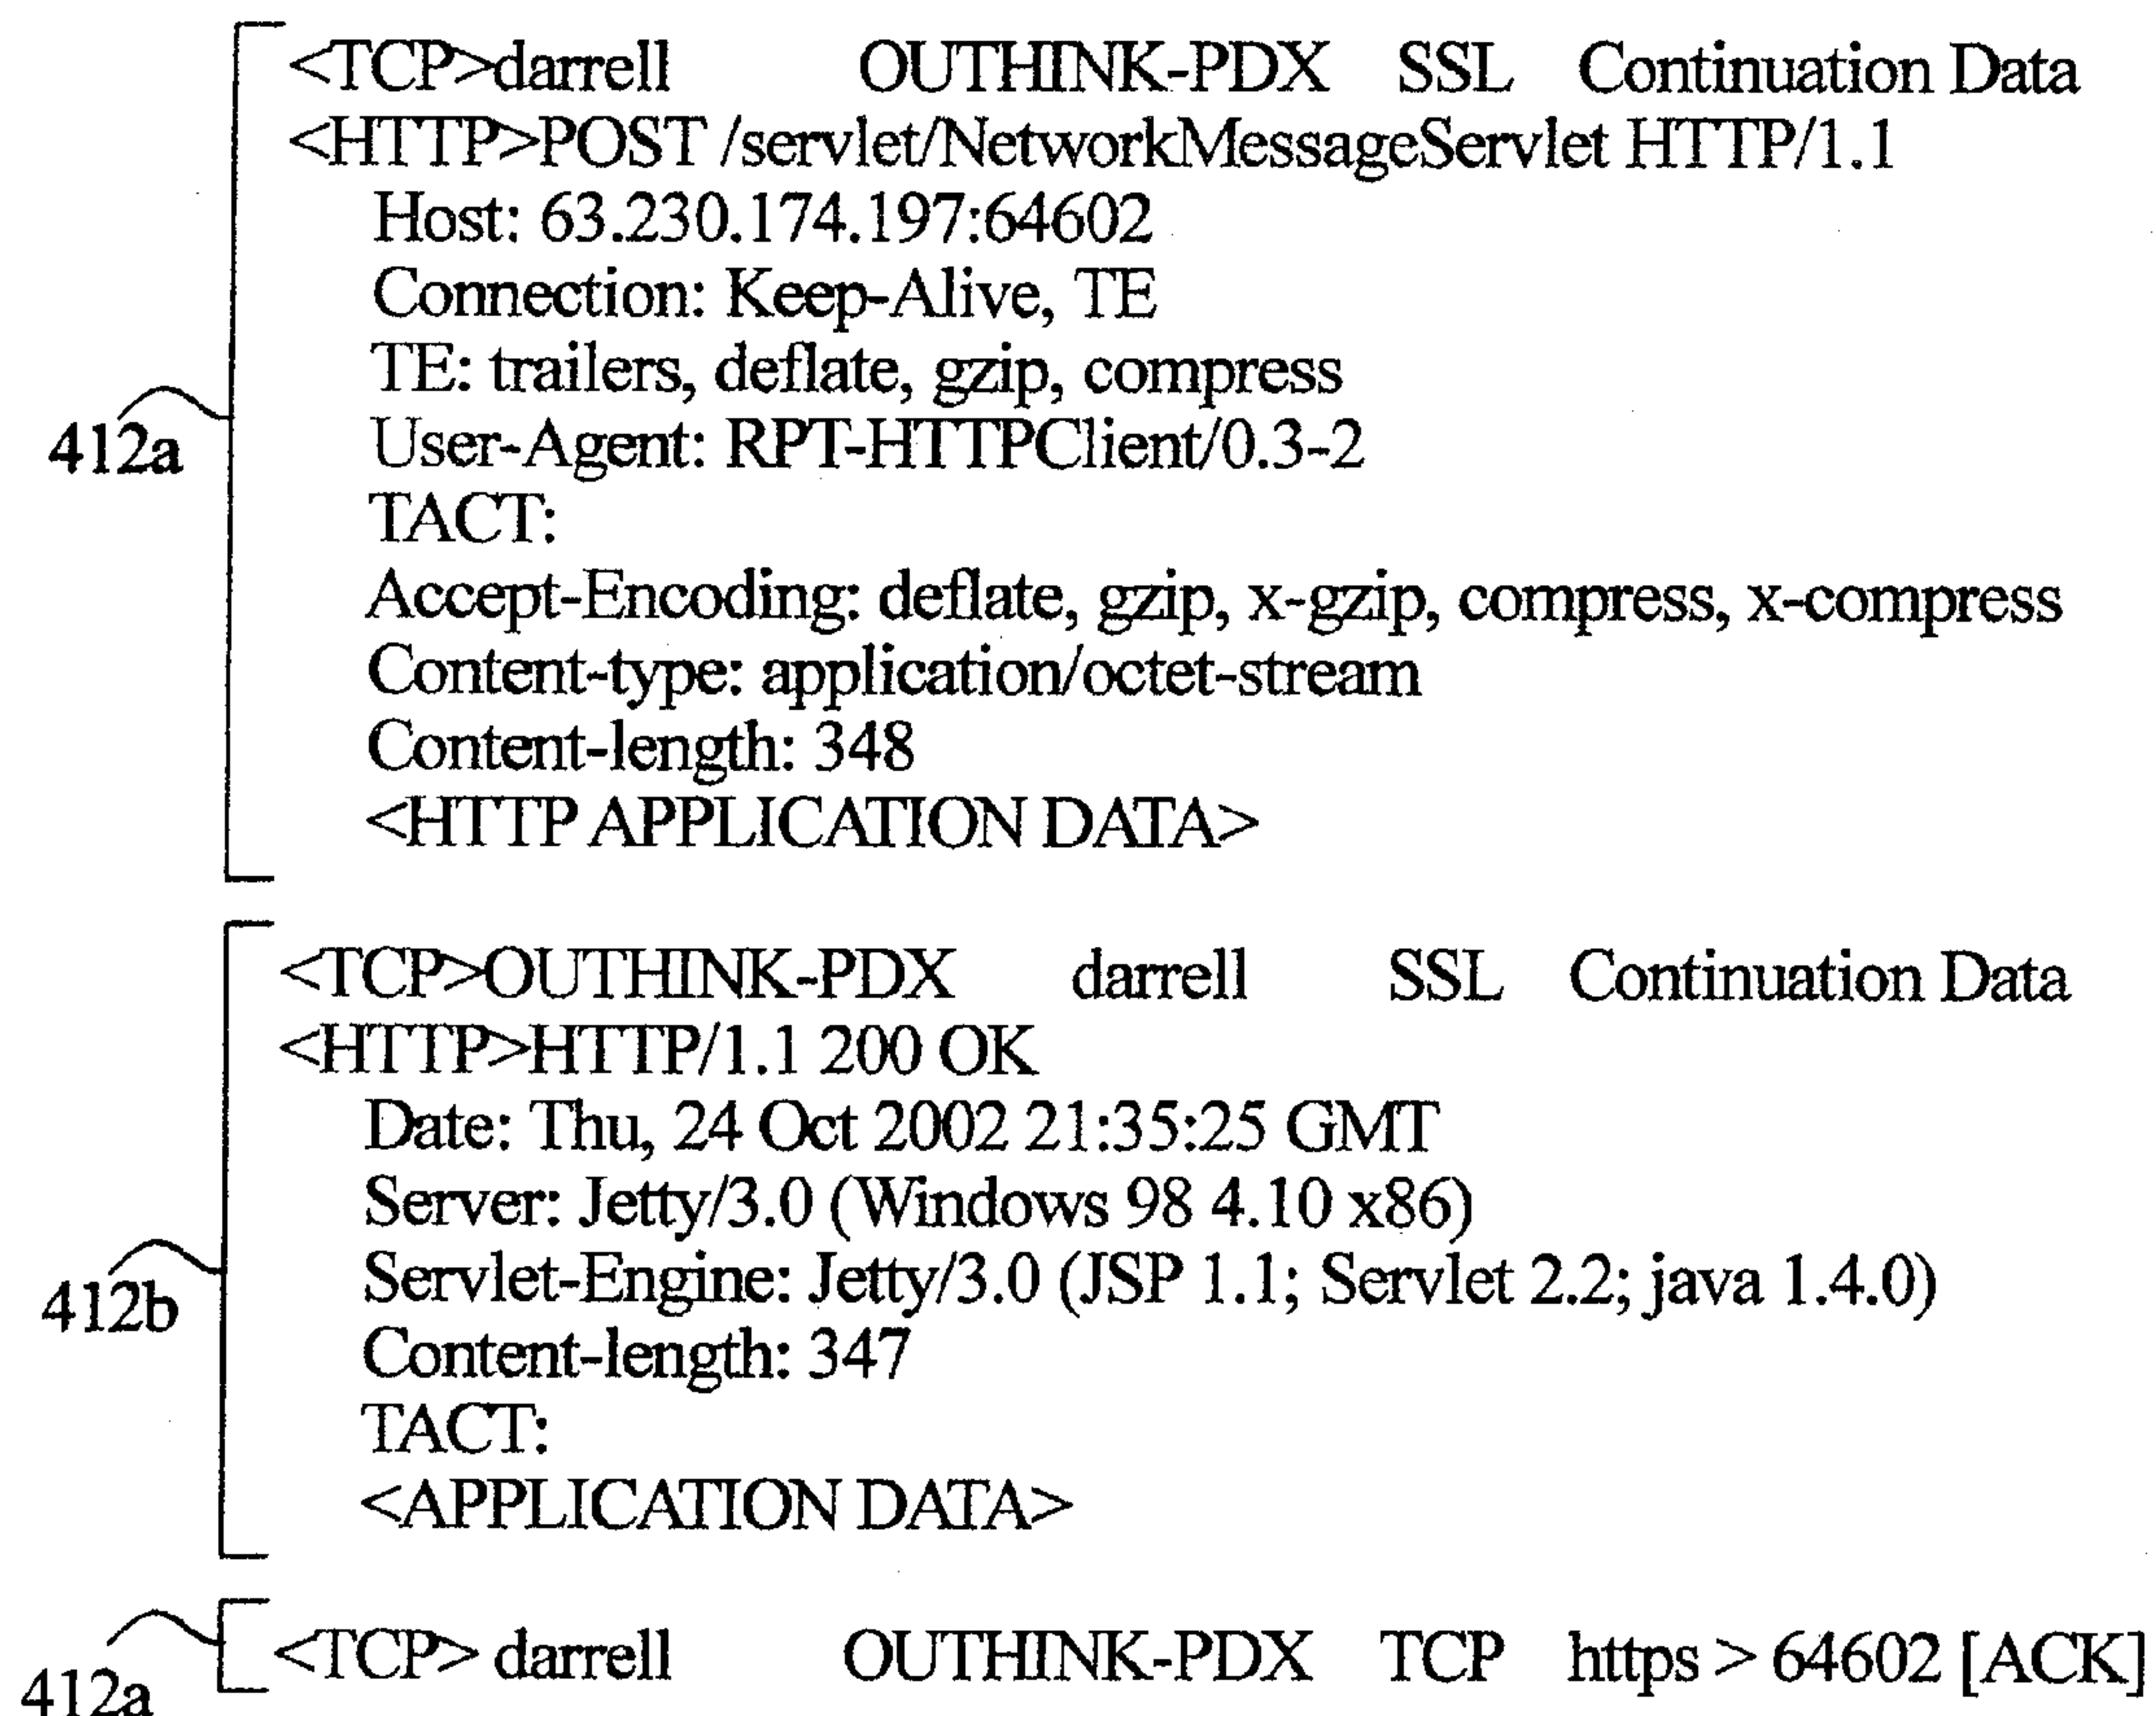 <TCP>darrell OUTHINK-PDX SSL Continuation Data
<HTTP>POST /servlet/NetworkMessageServlet HTTP/1.1
Host: 63.230.174.197:64602
Connection: Keep-Alive, TE
TE: trailers, deflate, gzip, compress
User-Agent: RPT-HTTPClient/0.3-2
412a
TACT:
Accept-Encoding: deflate, gzip, x-gzip, compress, x-compress
Content-type: application/octet-stream
Content-length: 348
<HTTP APPLICATION DATA>
<TCP>OUTHINK-PDX darrell SSL Continuation Data
<HTTP>HTTP/1.1 200 OK
Date: Thu, 24 Oct 2002 21:35:25 GMT
Server: Jetty/3.0 (Windows 98 4.10 x86)
Servlet-Engine: Jetty/3.0 (JSP 1.1; Servlet 2.2; java 1.4.0)
412b
Content-length: 347
TACT:
<APPLICATION DATA>
<TCP> darrell OUTHINK-PDX TCP https > 64602 [ACK]
412a